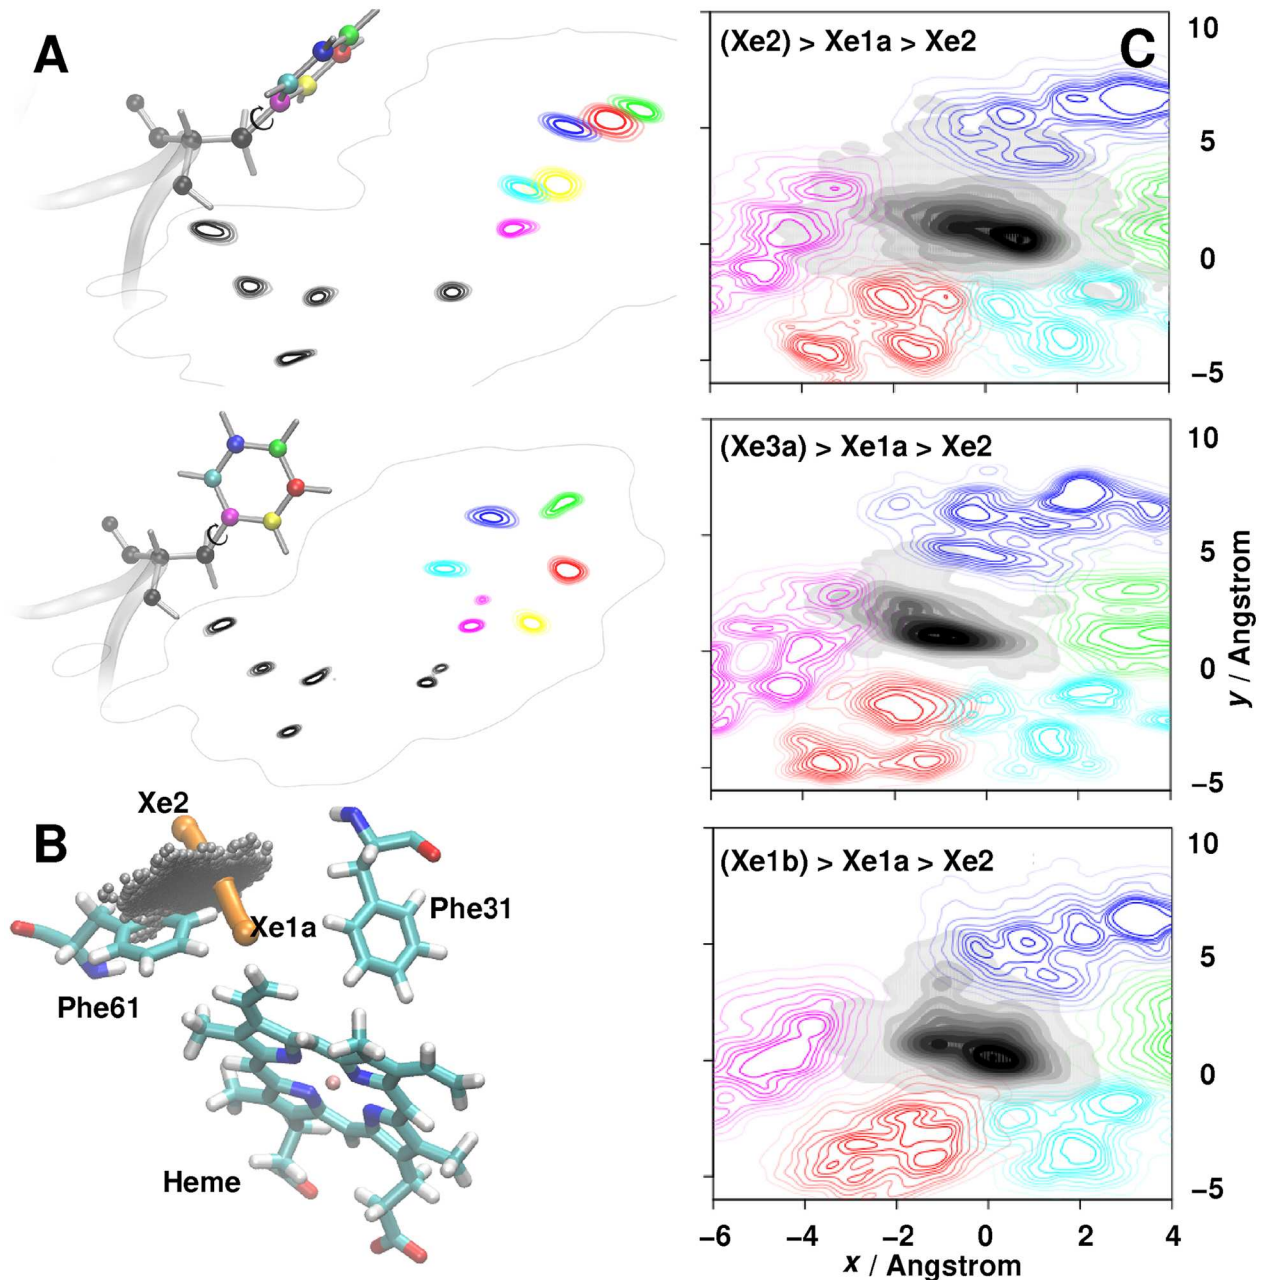 A
B
Xe2
Xe1a
Phe31
Phe61
Heme
C
(Xe2) > Xe1a > Xe2
10
5
0
−5
(Xe3a) > Xe1a > Xe2
10
5
0
−5
y / Angstrom
(Xe1b) > Xe1a > Xe2
10
5
0
−5
−6 −4 −2 0 2 4
x / Angstrom